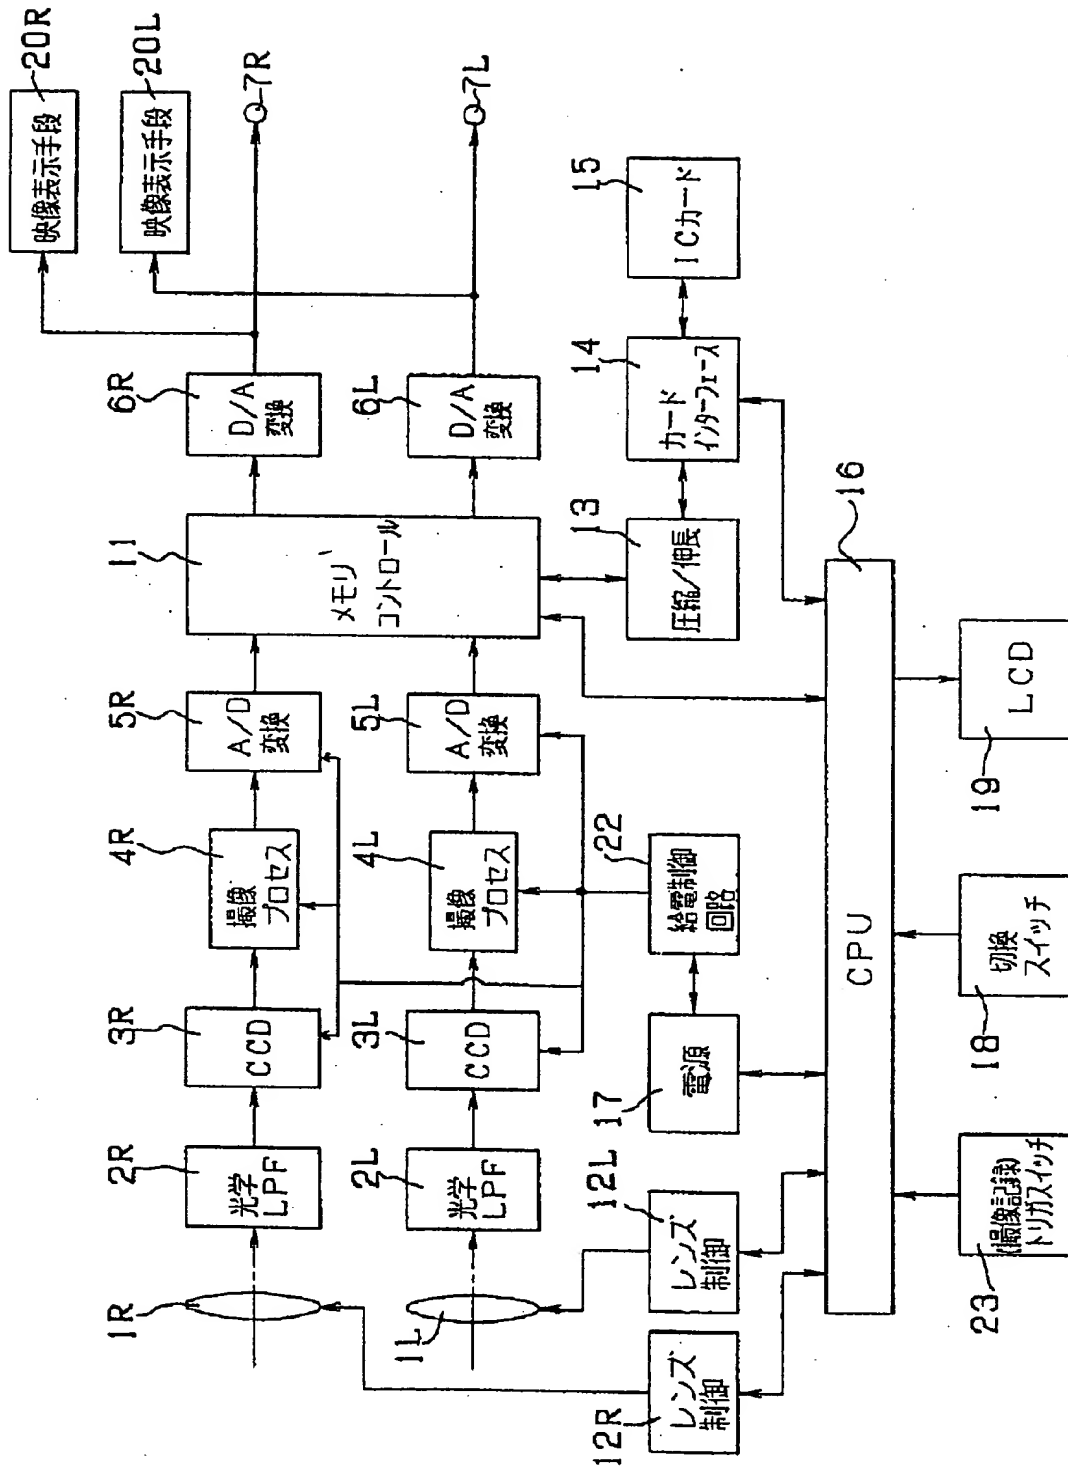 20R
映像表示手段
20L
映像表示手段
7R
7L
6R
D/A
変換
6L
D/A
変換
15
ICカード
14
カード
インターフェース
13
圧縮/伸長
11
メモリ
コントロール
16
CPU
5R
A/D
変換
5L
A/D
変換
19
LCD
4R
撮像
プロセス
4L
撮像
プロセス
22
給電制御
回路
18
切換
スイッチ
3R
CCD
3L
CCD
17
電源
2R
光学
LPF
2L
光学
LPF
12L
レンズ
制御
23
(撮像記録)
トリガスイッチ
1R
1L
12R
レンズ
制御